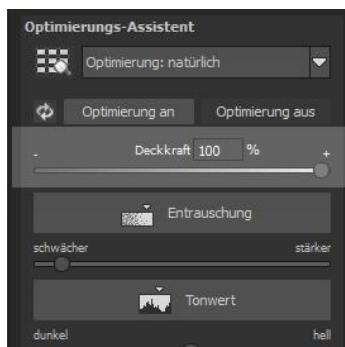 Optimierungs-Assistent
Optimierung: natürlich
Optimierung an Optimierung aus
- Deckkraft 100 % +
Entrauschung
schwächer stärker
Tonwert
dunkel hell